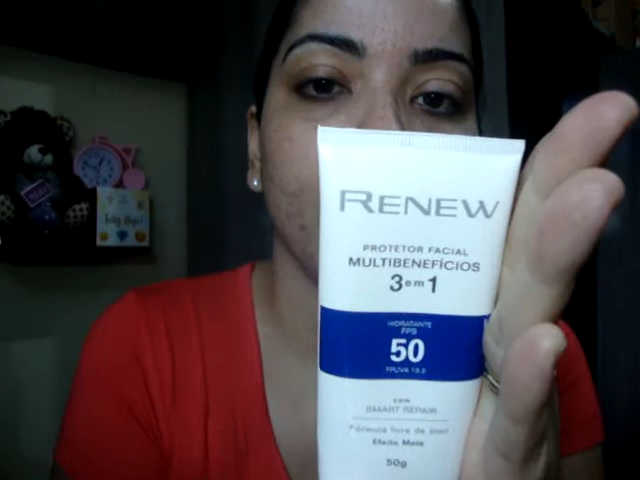 RENEW
PROTETOR FACIAL
MULTIBENEFÍCIOS
3 em 1
HIDRATANTE
FPS
50
com
SMART REPAIR
Fórmula livre de óleo
Efeito Mate
50g